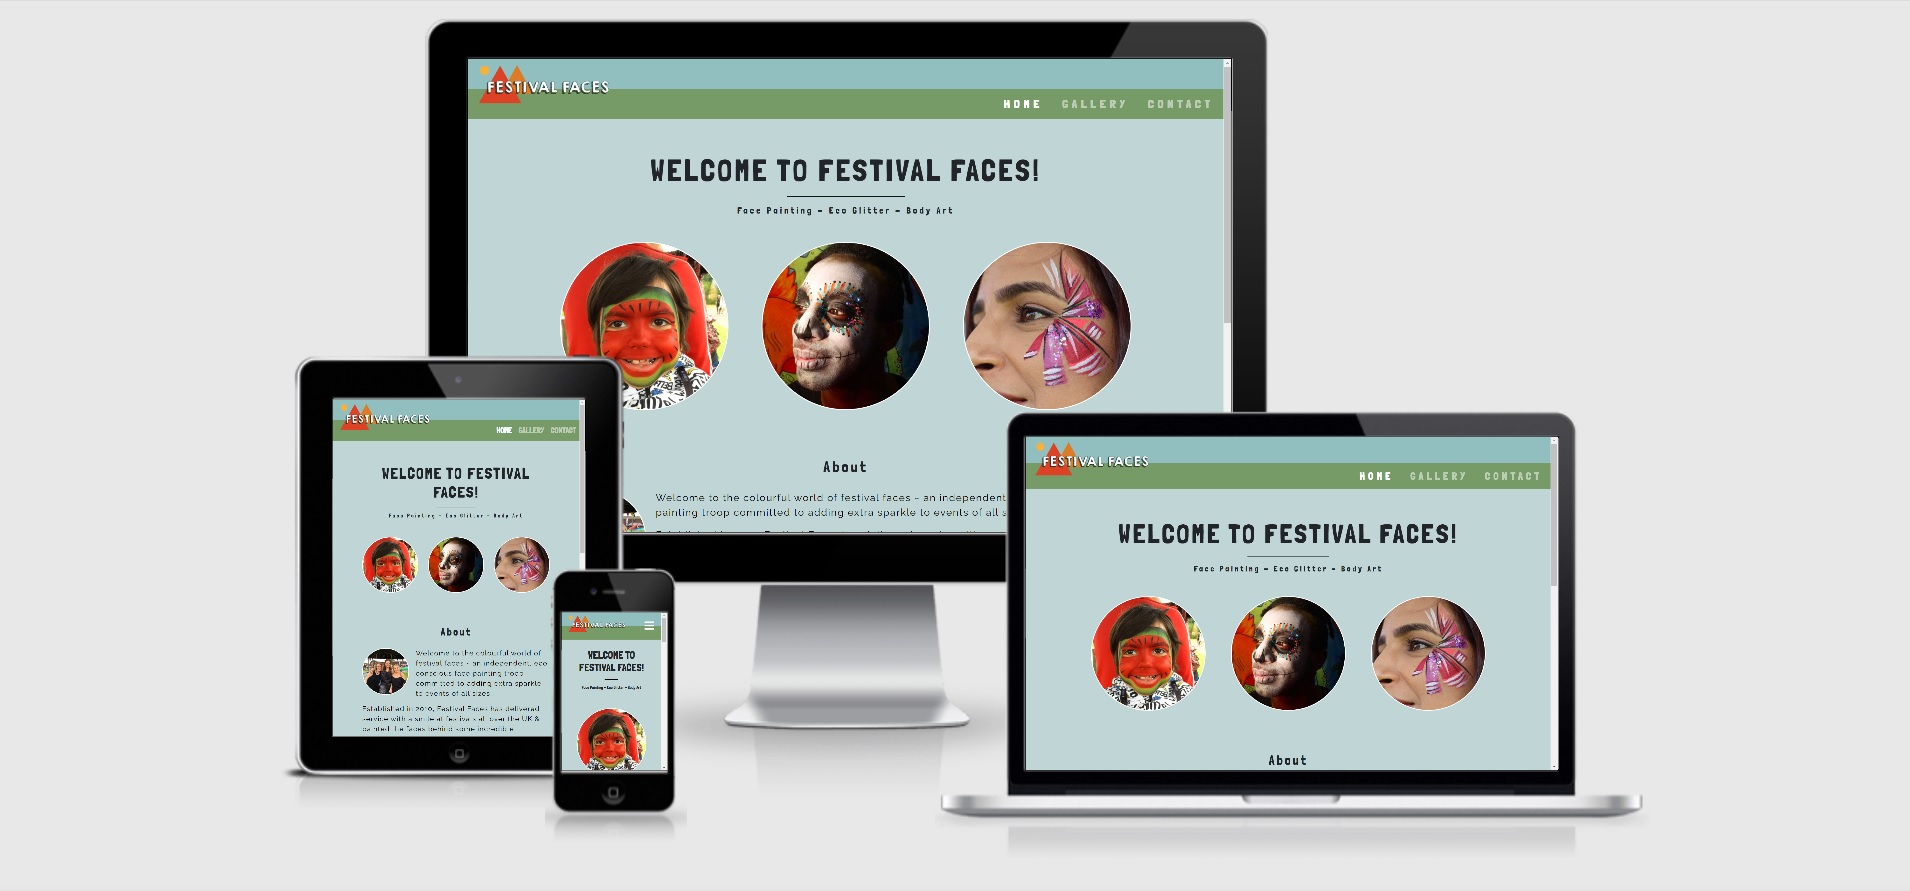 FESTIVAL FACES
HOME GALLERY CONTACT
WELCOME TO FESTIVAL FACES!
Face Painting – Eco Glitter – Body Art
About
Welcome to the colourful world of festival faces – an independent
painting troop committed to adding extra sparkle to events of all s
FESTIVAL FACES
HOME GALLERY CONTACT
WELCOME TO FESTIVAL
FACES!
Face Painting – Eco Glitter – Body Art
About
Welcome to the colourful world of
festival faces - an independent, eco
conscious face painting troop
committed to adding extra sparkle
to events of all sizes
Established in 2010, Festival Faces has delivered
service with a smile at festivals all over the UK &
painted the faces behind some incredible
FESTIVAL FACES
WELCOME TO
FESTIVAL FACES!
Face Painting – Eco Glitter – Body Art
FESTIVAL FACES
HOME GALLERY CONTACT
WELCOME TO FESTIVAL FACES!
Face Painting – Eco Glitter – Body Art
About